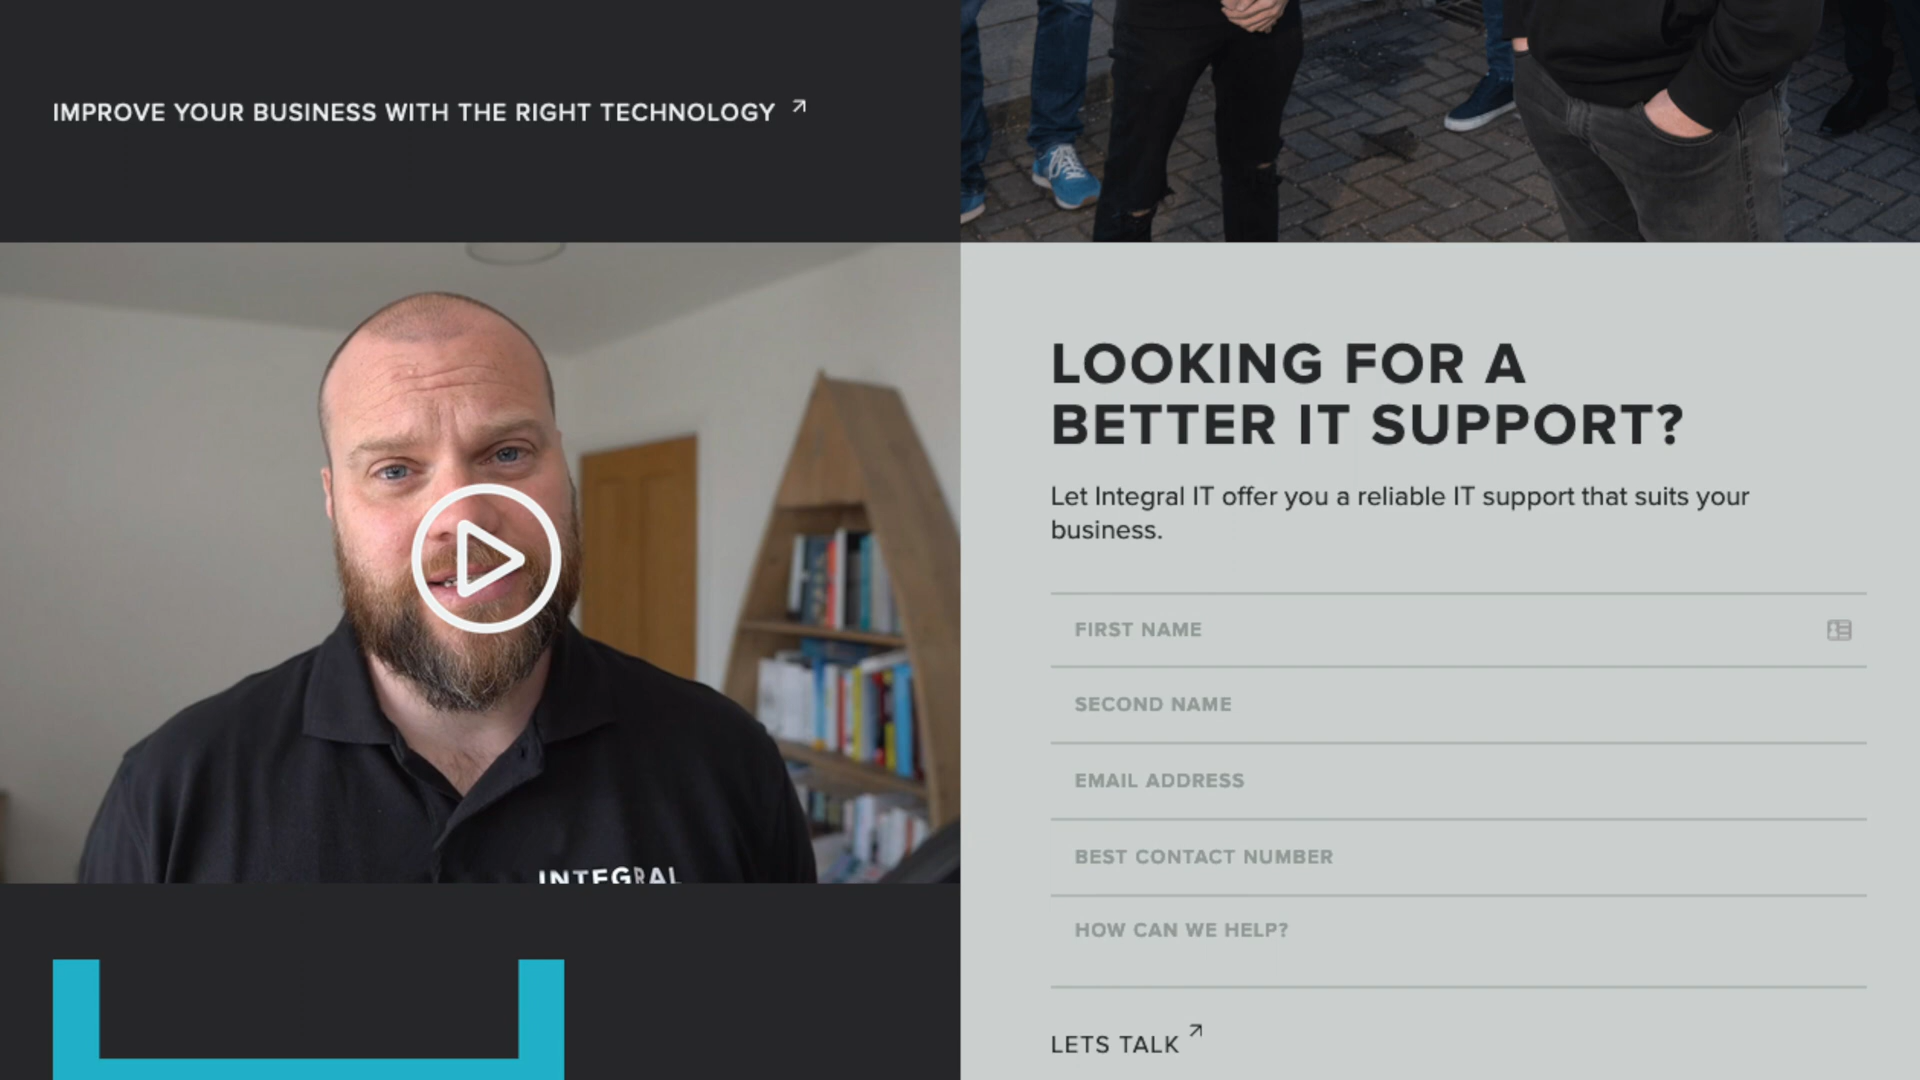 IMPROVE YOUR BUSINESS WITH THE RIGHT TECHNOLOGY
INTEGRAL
LOOKING FOR A
BETTER IT SUPPORT?
Let Integral IT offer you a reliable IT support that suits your
business.
FIRST NAME
SECOND NAME
EMAIL ADDRESS
BEST CONTACT NUMBER
HOW CAN WE HELP?
LETS TALK